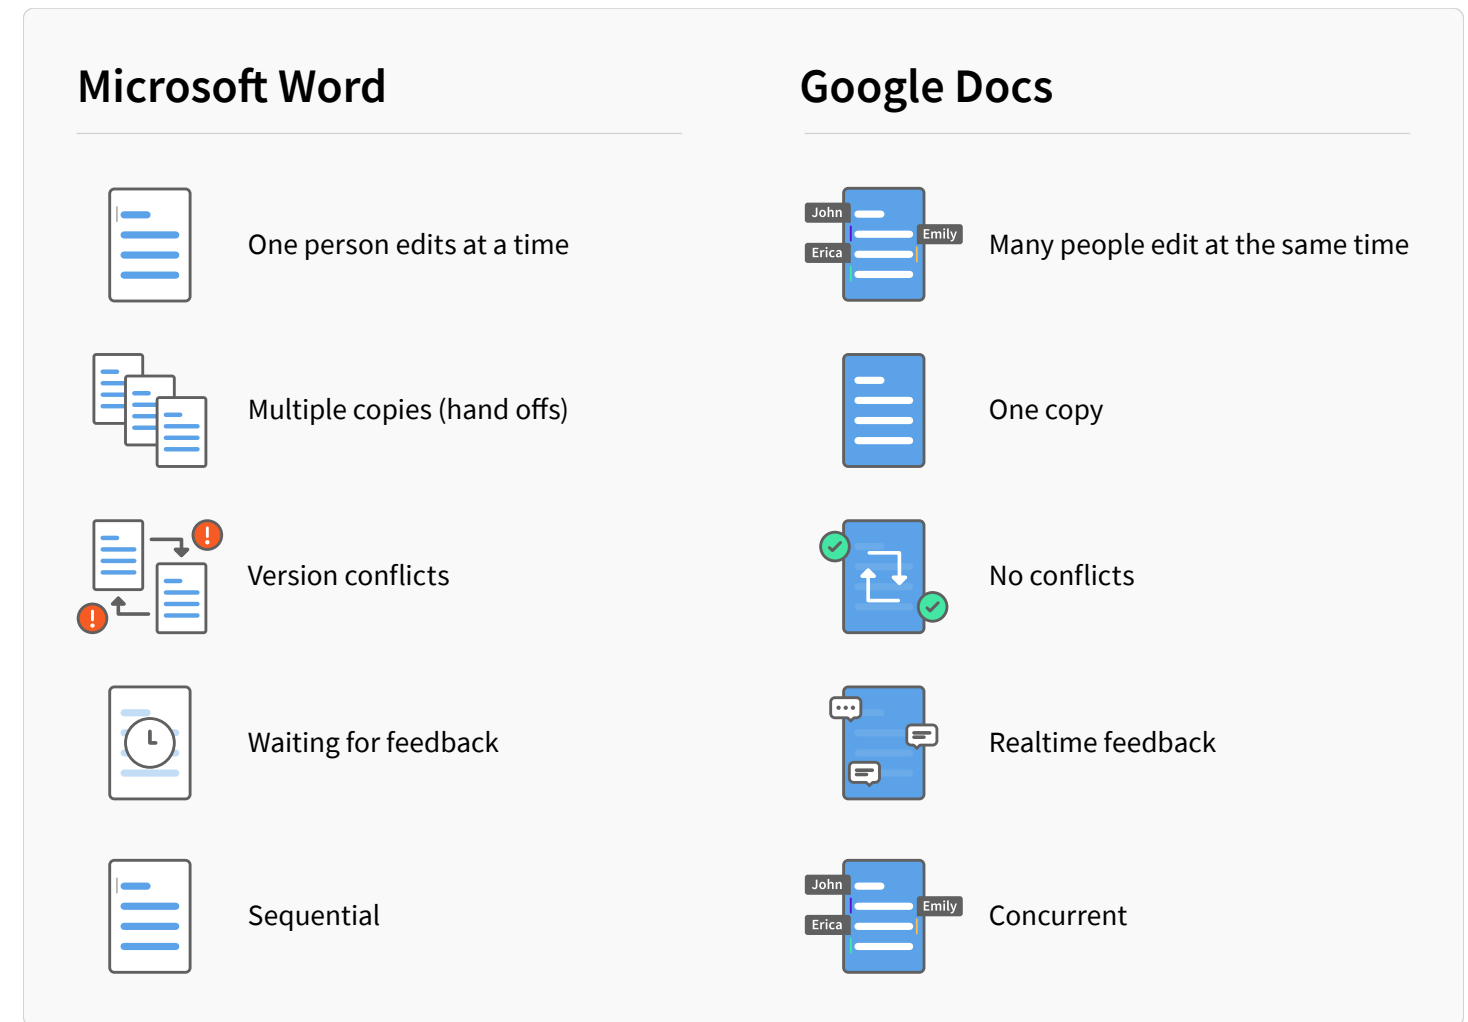 Microsoft Word
Google Docs
One person edits at a time
John
Emily
Erica
Many people edit at the same time
Multiple copies (hand offs)
One copy
Version conflicts
No conflicts
Waiting for feedback
Realtime feedback
Sequential
John
Emily
Erica
Concurrent